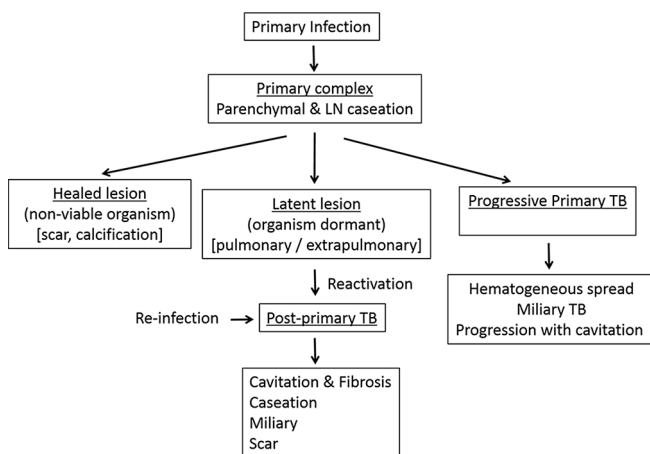 Primary Infection
Primary complex
Parenchymal & LN caseation
Healed lesion
(non-viable organism)
[scar, calcification]
Latent lesion
(organism dormant)
[pulmonary / extrapulmonary]
Progressive Primary TB
Reactivation
Hematogeneous spread
Miliary TB
Progression with cavitation
Re-infection
Post-primary TB
Cavitation & Fibrosis
Caseation
Miliary
Scar